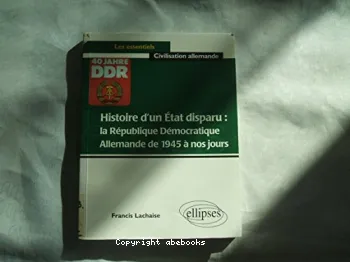 Les essentiels
Civilisation allemande
40 JAHRE
DDR
Histoire d'un État disparu :
la République Démocratique
Allemande de 1945 à nos jours
Francis Lachaise
ellipses
Copyright abebooks